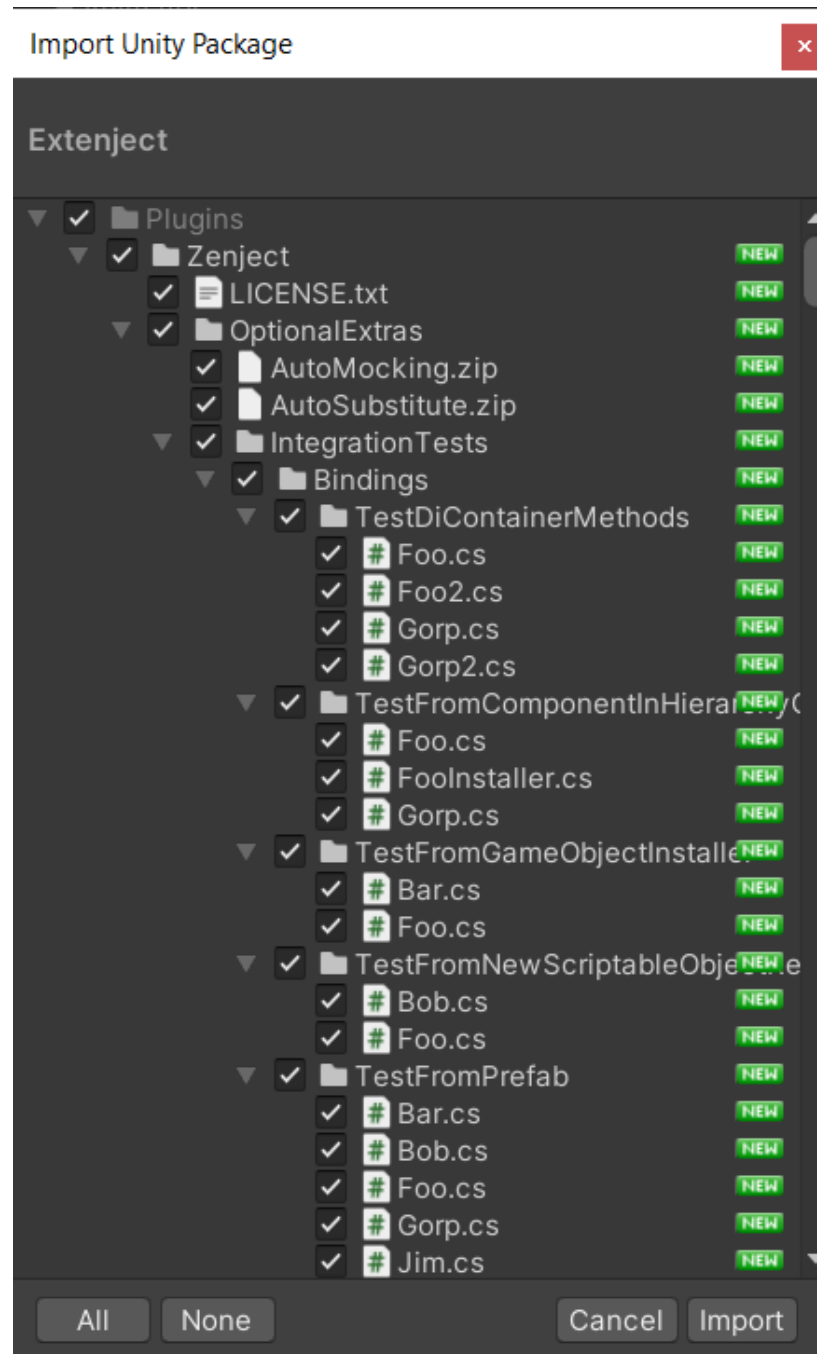 Import Unity Package
Extenject
Plugins
Zenject NEW
LICENSE.txt NEW
OptionalExtras NEW
AutoMocking.zip NEW
AutoSubstitute.zip NEW
IntegrationTests NEW
Bindings NEW
TestDiContainerMethods NEW
Foo.cs NEW
Foo2.cs NEW
Gorp.cs NEW
Gorp2.cs NEW
NEW
Foo.cs NEW
FooInstaller.cs NEW
Gorp.cs NEW
NEW
Bar.cs NEW
Foo.cs NEW
NEW
Bob.cs NEW
Foo.cs NEW
TestFromPrefab NEW
Bar.cs NEW
Bob.cs NEW
Foo.cs NEW
Gorp.cs NEW
Jim.cs NEW
All None Cancel Import